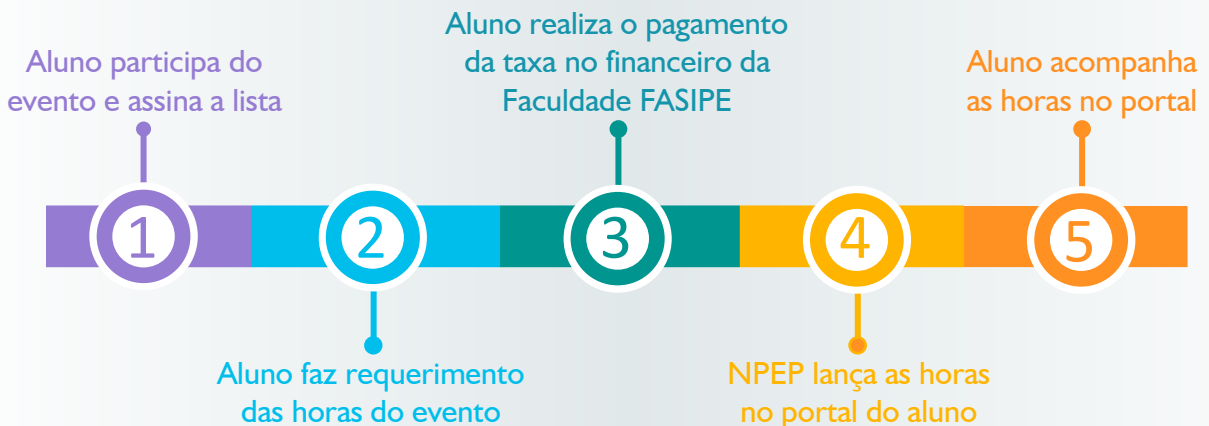 Aluno participa do
evento e assina a lista
1
Aluno faz requerimento
das horas do evento
2
Aluno realiza o pagamento
da taxa no financeiro da
Faculdade FASIPE
3
NPEP lança as horas
no portal do aluno
4
Aluno acompanha
as horas no portal
5